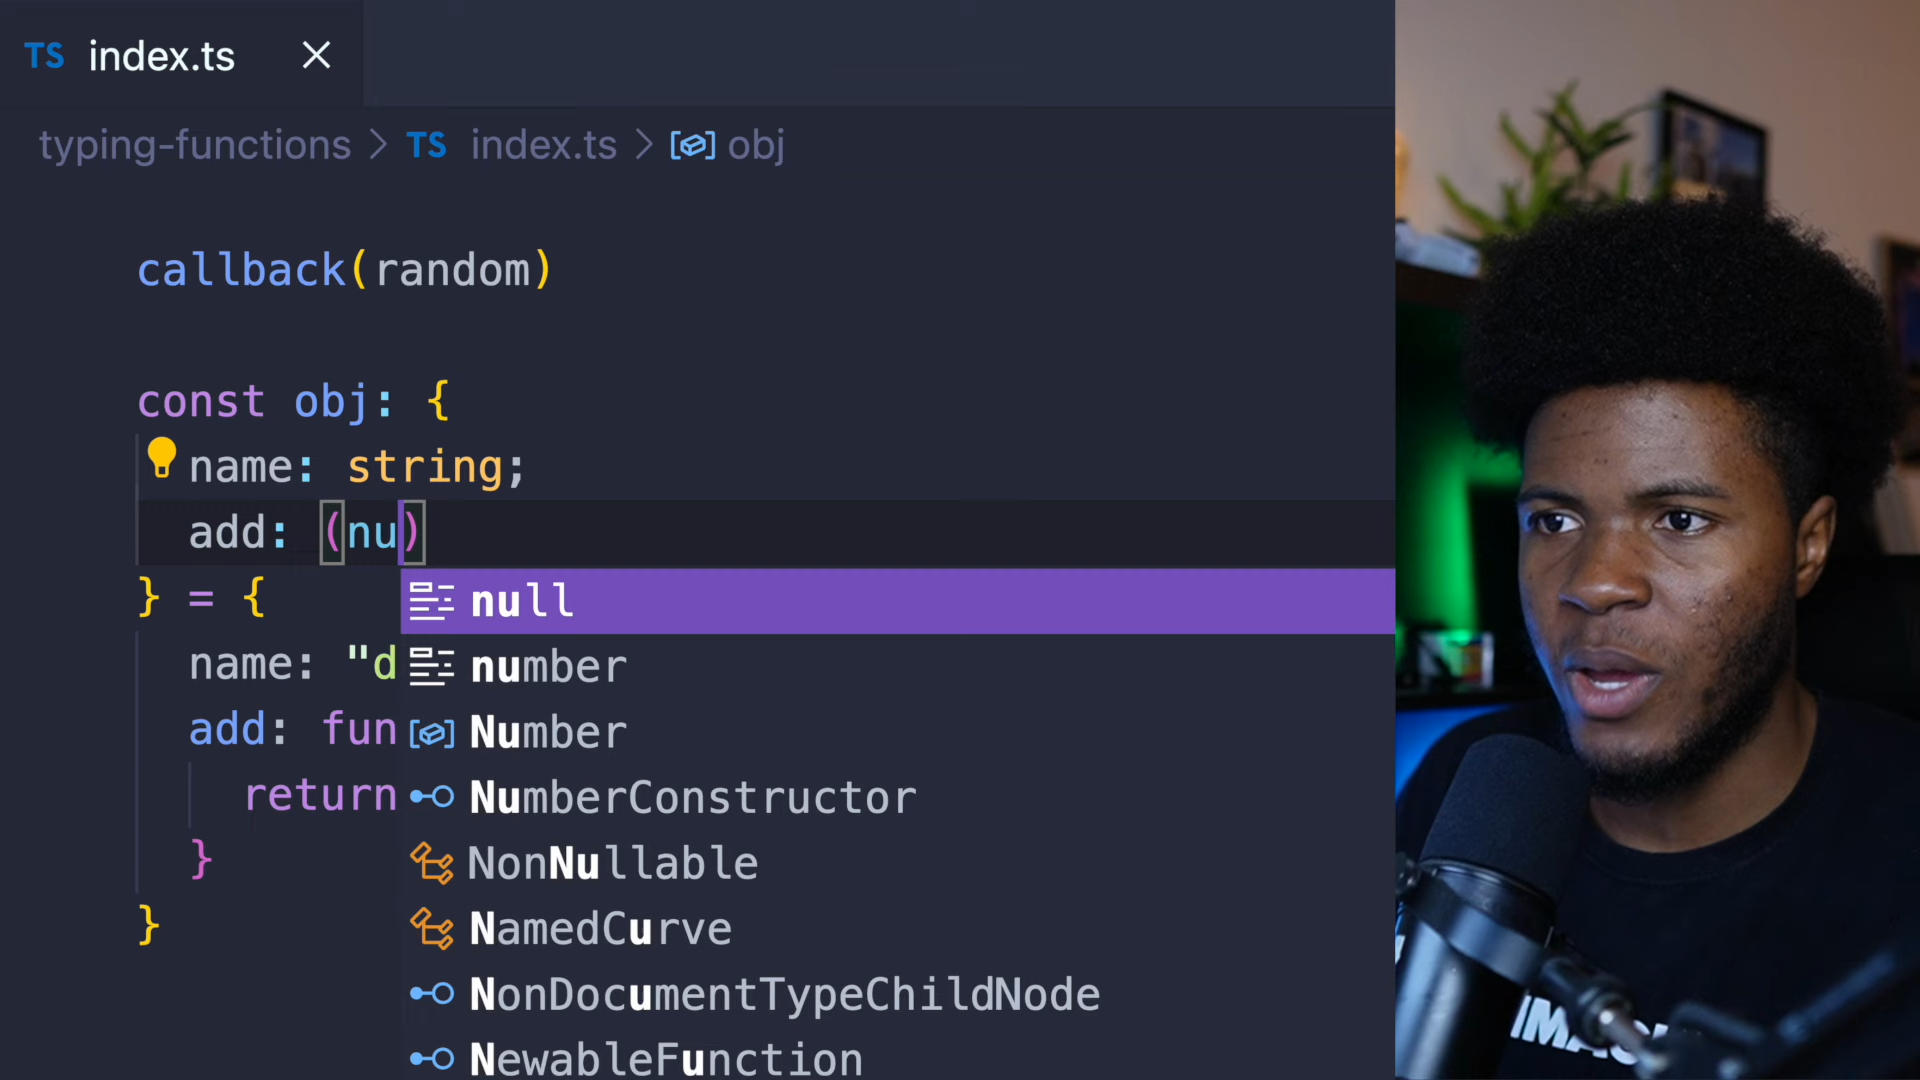 TS index.ts
typing-functions > TS index.ts > obj
callback(random)
const obj: {
name: string;
add: (nu)
} = {
name: "d
add: fun
return
}
}
null
number
Number
NumberConstructor
NonNullable
NamedCurve
NonDocumentTypeChildNode
NewableFunction